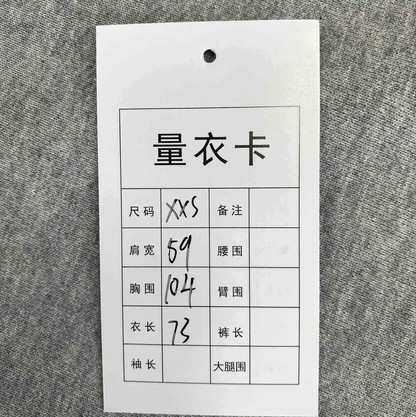 量衣卡
尺码 XXS 备注
肩宽 59 腰围
胸围 104 臂围
衣长 73 裤长
袖长 大腿围